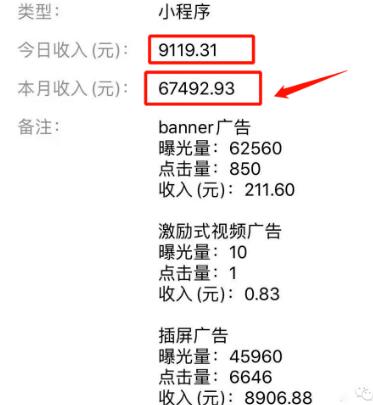 类型： 小程序
今日收入 (元)： 9119.31
本月收入 (元)： 67492.93
备注： banner广告
曝光量：62560
点击量：850
收入 (元)：211.60
激励式视频广告
曝光量：10
点击量：1
收入 (元)：0.83
插屏广告
曝光量：45960
点击量：6646
收入 (元)：8906.88